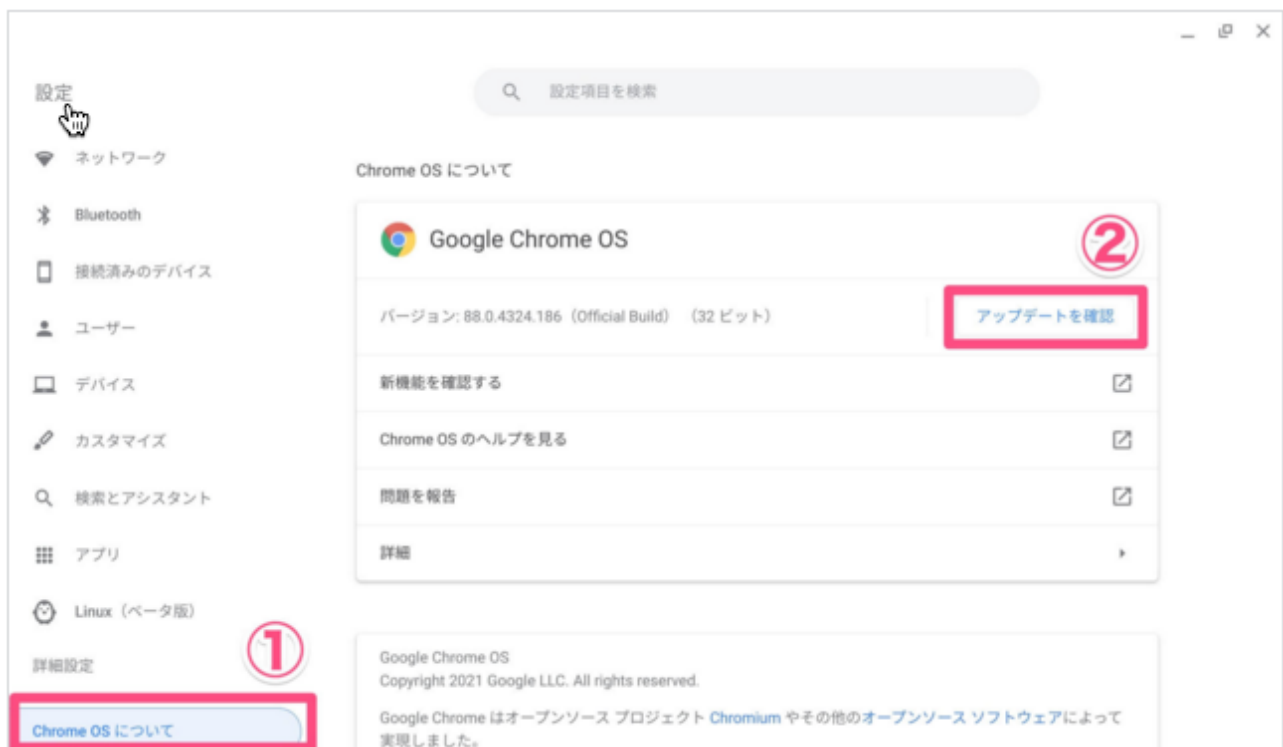 設定
設定項目を検索
ネットワーク
Bluetooth
接続済みのデバイス
ユーザー
デバイス
カスタマイズ
検索とアシスタント
アプリ
Linux（ベータ版）
詳細設定
①
Chrome OS について
Chrome OS について
Google Chrome OS
②
バージョン: 88.0.4324.186（Official Build）（32 ビット）
アップデートを確認
新機能を確認する
Chrome OS のヘルプを見る
問題を報告
詳細
Google Chrome OS
Copyright 2021 Google LLC. All rights reserved.
Google Chrome はオープンソース プロジェクト Chromium やその他のオープンソース ソフトウェアによって
実現しました。